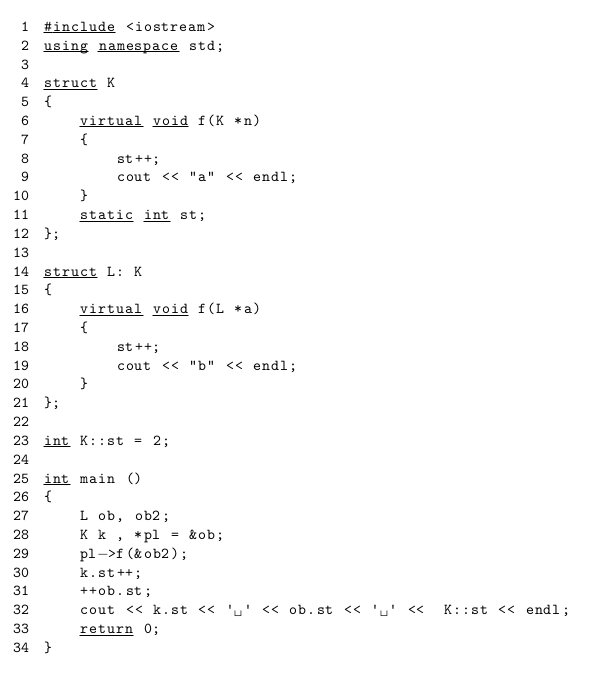 1 #include <iostream>
2 using namespace std;
3
4 struct K
5 {
6     virtual void f(K *n)
7     {
8         st++;
9         cout << "a" << endl;
10     }
11     static int st;
12 };
13
14 struct L: K
15 {
16     virtual void f(L *a)
17     {
18         st++;
19         cout << "b" << endl;
20     }
21 };
22
23 int K::st = 2;
24
25 int main ()
26 {
27     L ob, ob2;
28     K k , *pl = &ob;
29     pl->f(&ob2);
30     k.st++;
31     ++ob.st;
32     cout << k.st << '␣' << ob.st << '␣' <<  K::st << endl;
33     return 0;
34 }